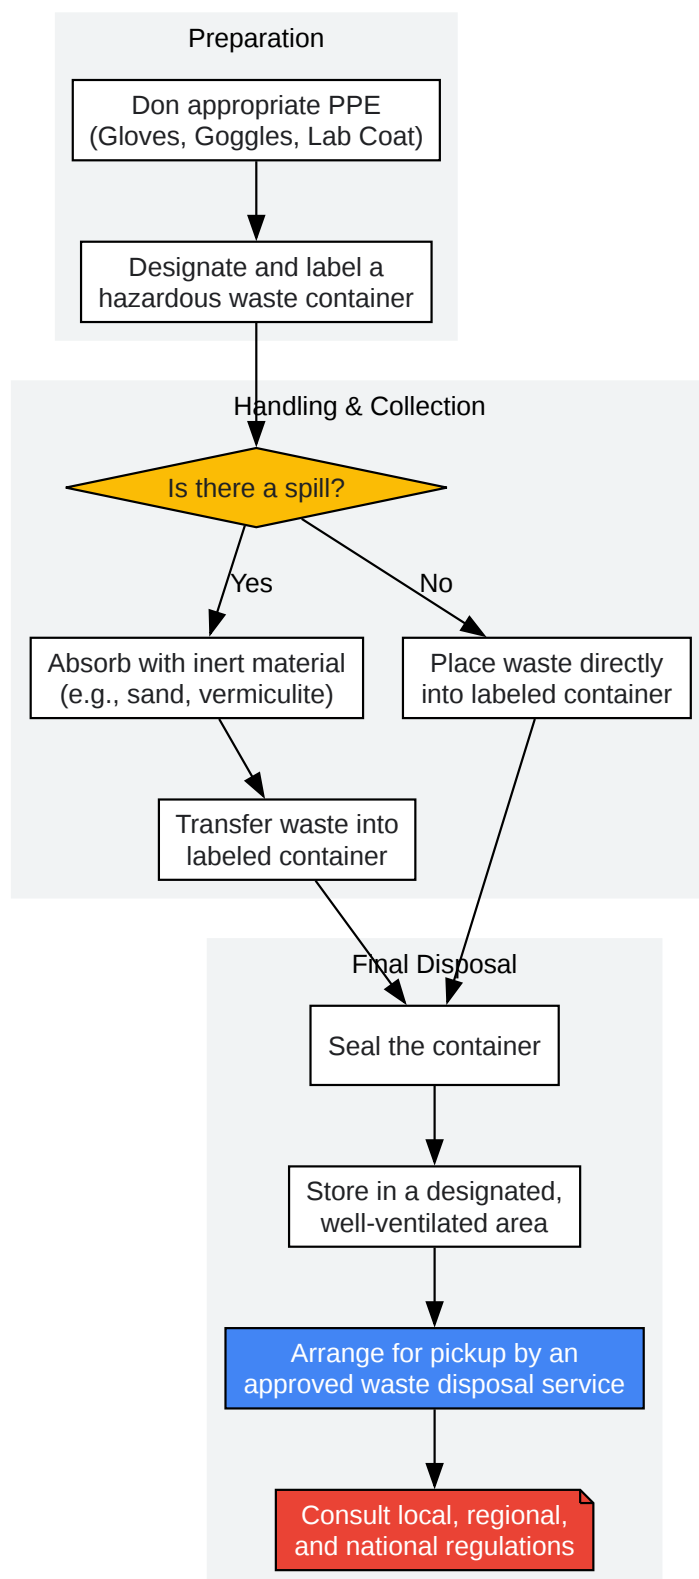 Preparation
Don appropriate PPE
(Gloves, Goggles, Lab Coat)
Designate and label a
hazardous waste container
Handling & Collection
Is there a spill?
Yes
No
Absorb with inert material
(e.g., sand, vermiculite)
Place waste directly
into labeled container
Transfer waste into
labeled container
Final Disposal
Seal the container
Store in a designated,
well-ventilated area
Arrange for pickup by an
approved waste disposal service
Consult local, regional,
and national regulations